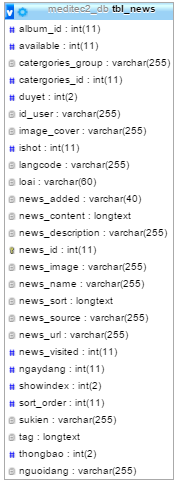 meditec2_db tbl_news
album_id : int(11)
available : int(11)
catergories_group : varchar(255)
catergories_id : int(11)
duyet : int(2)
id_user : varchar(255)
image_cover : varchar(255)
ishot : int(11)
langcode : varchar(255)
loai : varchar(60)
news_added : varchar(40)
news_content : longtext
news_description : varchar(255)
news_id : int(11)
news_image : varchar(255)
news_name : varchar(255)
news_sort : longtext
news_source : varchar(255)
news_url : varchar(255)
news_visited : int(11)
ngaydang : int(11)
showindex : int(2)
sort_order : int(11)
sukien : varchar(255)
tag : longtext
thongbao : int(2)
nguoidang : varchar(255)